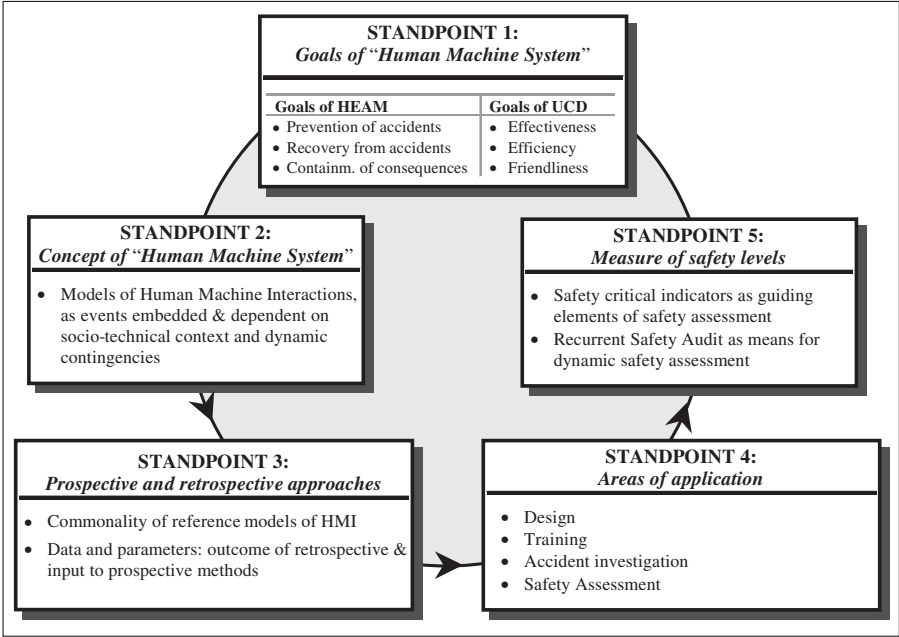 STANDPOINT 1:
Goals of “Human Machine System”
Goals of HEAM
• Prevention of accidents
• Recovery from accidents
• Containm. of consequences
Goals of UCD
• Effectiveness
• Efficiency
• Friendliness
STANDPOINT 2:
Concept of “Human Machine System”
• Models of Human Machine Interactions,
as events embedded & dependent on
socio-technical context and dynamic
contingencies
STANDPOINT 3:
Prospective and retrospective approaches
• Commonality of reference models of HMI
• Data and parameters: outcome of retrospective &
input to prospective methods
STANDPOINT 4:
Areas of application
• Design
• Training
• Accident investigation
• Safety Assessment
STANDPOINT 5:
Measure of safety levels
• Safety critical indicators as guiding
elements of safety assessment
• Recurrent Safety Audit as means for
dynamic safety assessment